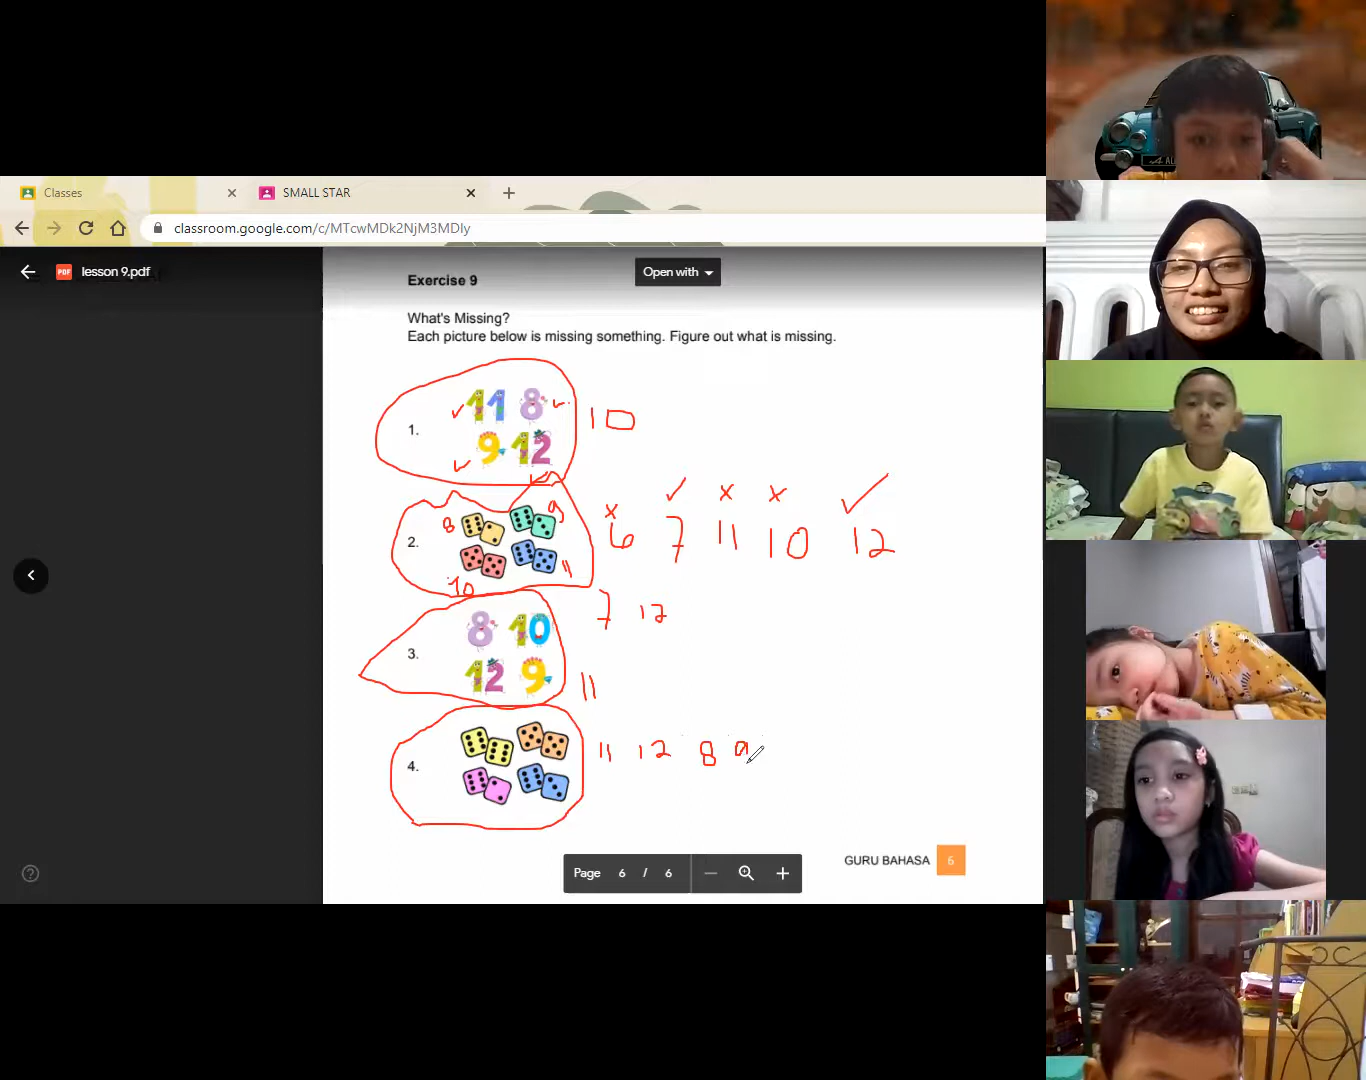 Classes
SMALL STAR
classroom.google.com/c/MTcwMDk2NjM3MDIy
PDF lesson 9.pdf
Open with
Exercise 9
What's Missing?
Each picture below is missing something. Figure out what is missing.
1. 11 8
9 12
10
2. 8 9
10 11
6 7 11 10 12
7 12
3. 8 10
12 9
11
4.
11 12 8 9
GURU BAHASA 6
Page 6 / 6